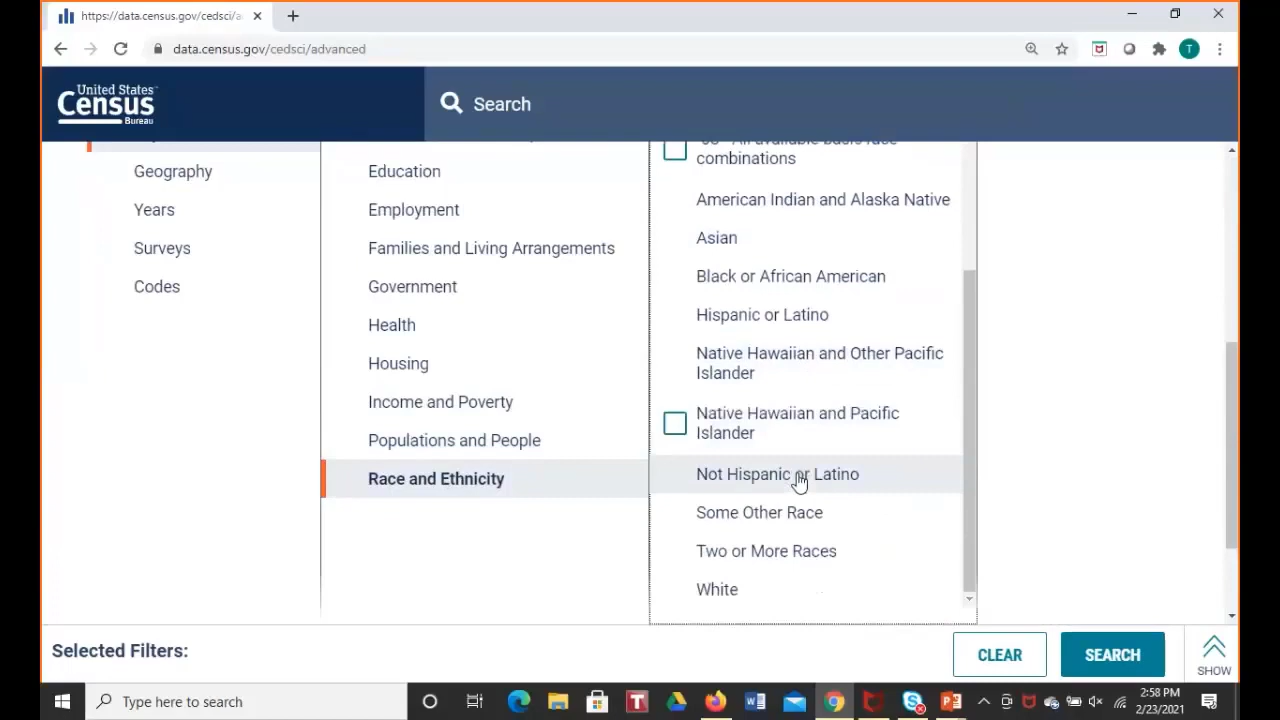 https://data.census.gov/cedsci/a
data.census.gov/cedsci/advanced
T
United States
Census
Bureau
Search
Geography
Years
Surveys
Codes
Education
Employment
Families and Living Arrangements
Government
Health
Housing
Income and Poverty
Populations and People
Race and Ethnicity
combinations
American Indian and Alaska Native
Asian
Black or African American
Hispanic or Latino
Native Hawaiian and Other Pacific
Islander
Native Hawaiian and Pacific
Islander
Not Hispanic or Latino
Some Other Race
Two or More Races
White
Selected Filters:
CLEAR
SEARCH
SHOW
Type here to search
2:58 PM
2/23/2021